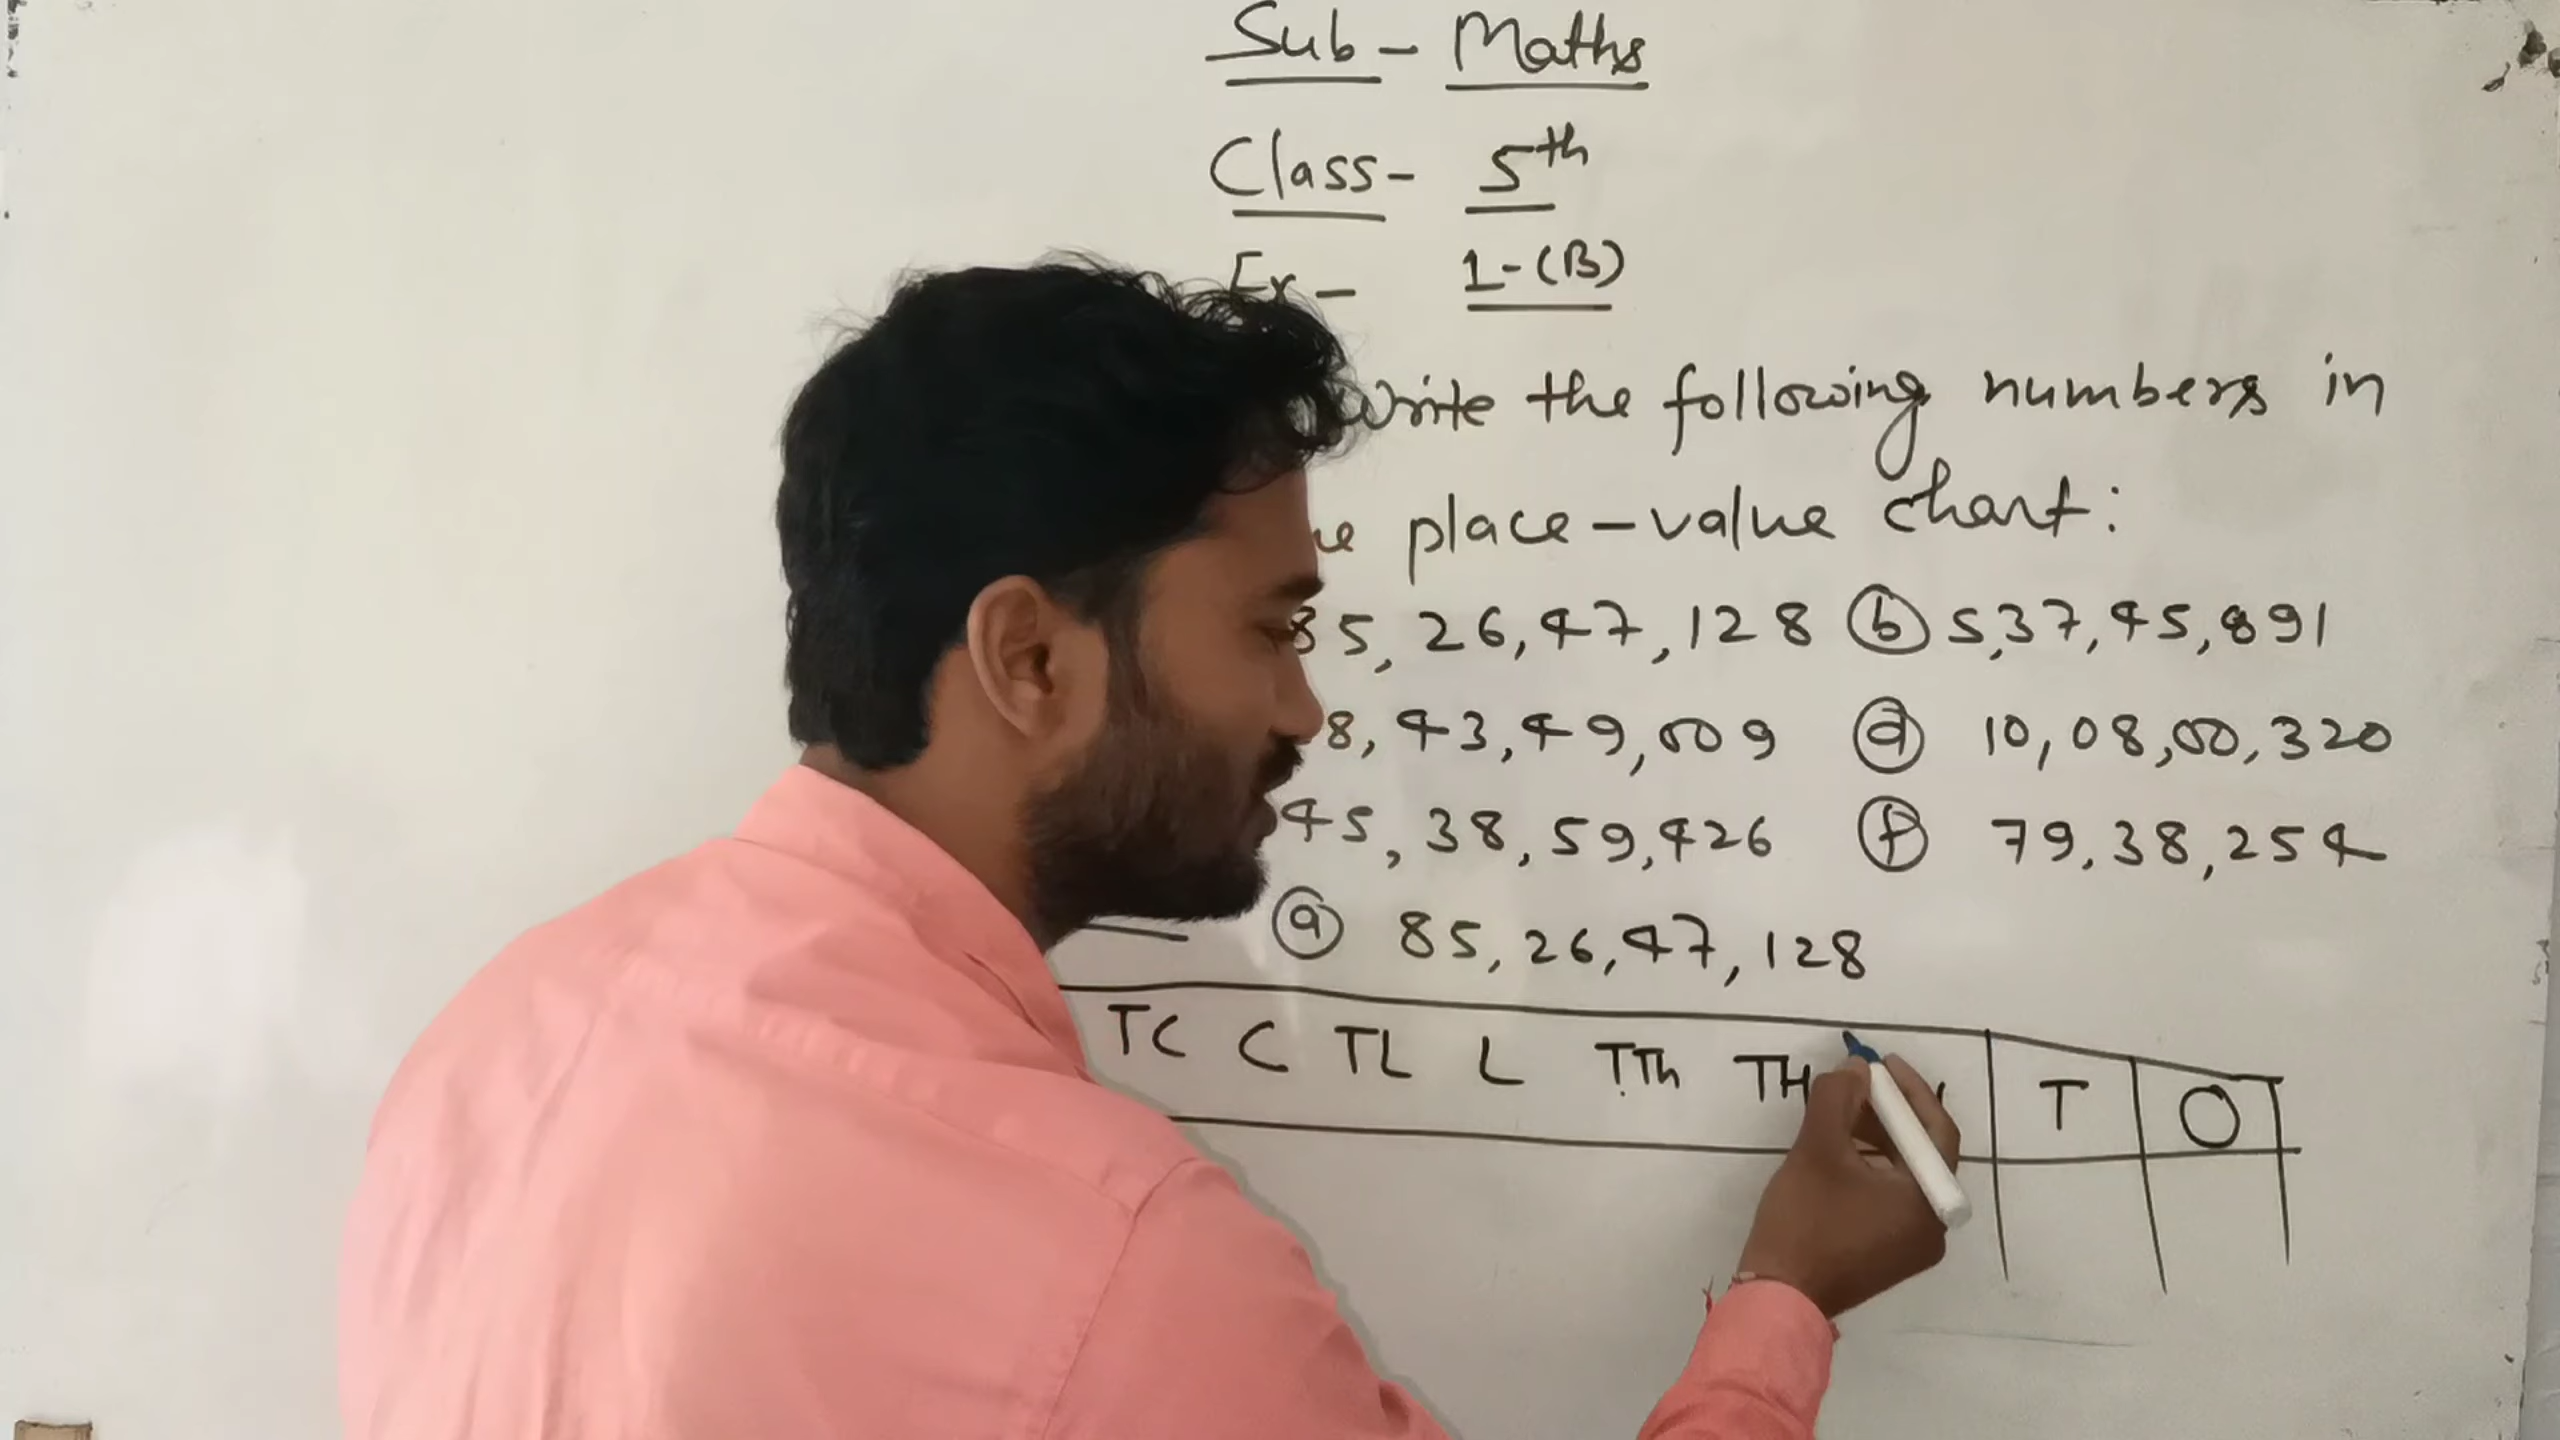 Sub - Maths
Class - 5th
Ex - 1-(B)
Write the following numbers in
place-value chart:
85, 26, 47, 128 (b) 5,37,45,891
8, 43, 49, 009 (d) 10, 08, 00, 320
45, 38, 59, 426 (f) 79, 38, 254
(a) 85, 26, 47, 128
TC C TL L TTh TH T O